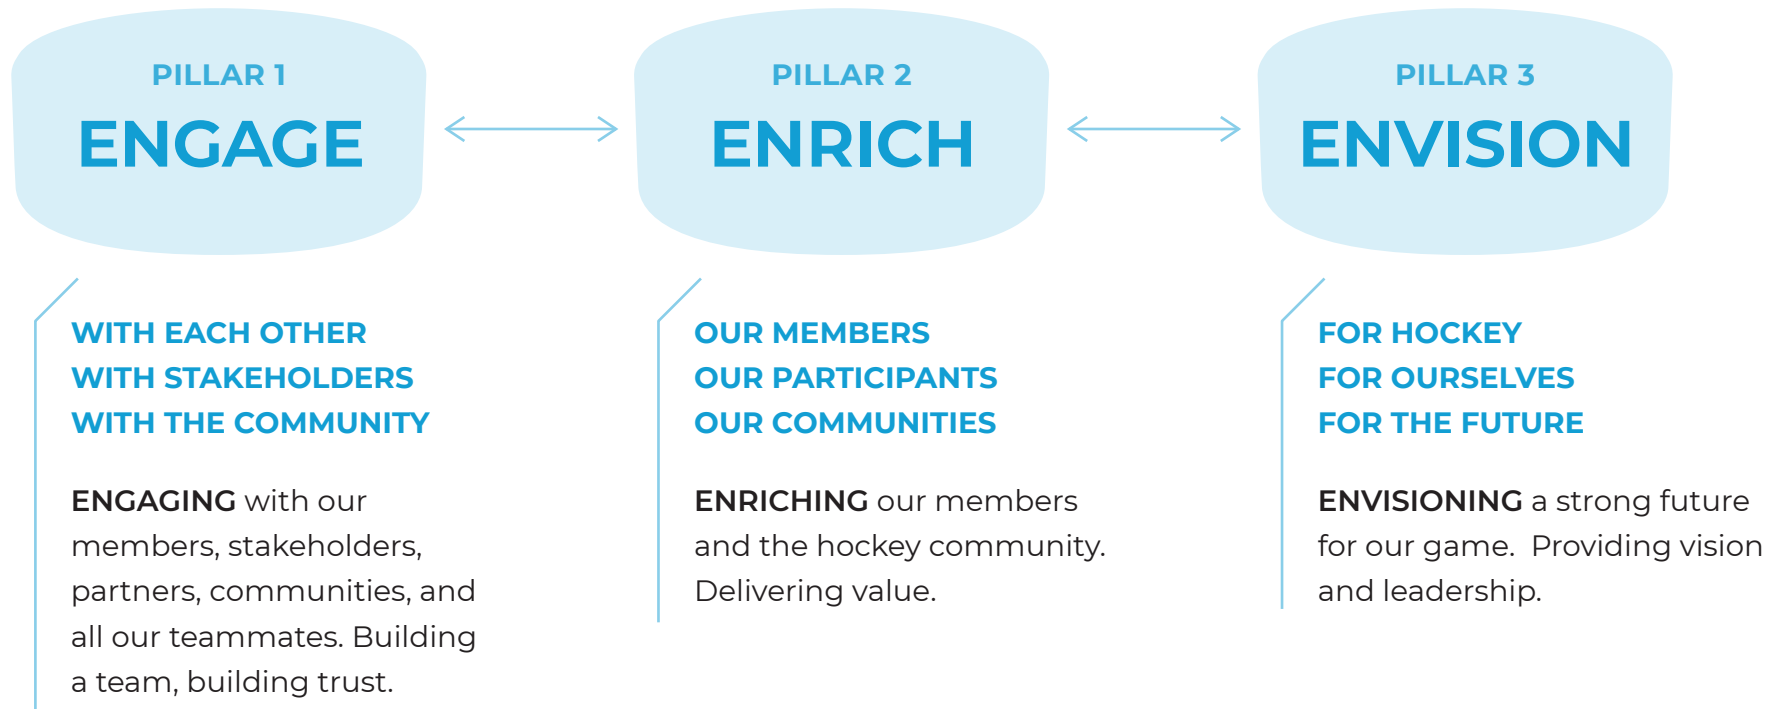 PILLAR 1
ENGAGE
WITH EACH OTHER
WITH STAKEHOLDERS
WITH THE COMMUNITY
ENGAGING with our
members, stakeholders,
partners, communities, and
all our teammates. Building
a team, building trust.
PILLAR 2
ENRICH
OUR MEMBERS
OUR PARTICIPANTS
OUR COMMUNITIES
ENRICHING our members
and the hockey community.
Delivering value.
PILLAR 3
ENVISION
FOR HOCKEY
FOR OURSELVES
FOR THE FUTURE
ENVISIONING a strong future
for our game.  Providing vision
and leadership.